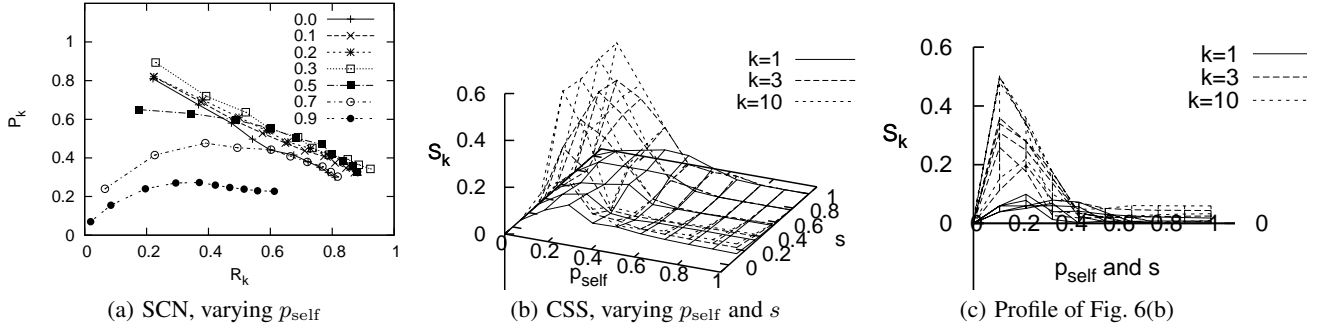 1
0.8
0.6
0.4
0.2
0
P_k
0 0.2 0.4 0.6 0.8 1
R_k
0.0
0.1
0.2
0.3
0.5
0.7
0.9
(a) SCN, varying p_self
k=1
k=3
k=10
0.6
0.4
0.2
0
S_k
0 0.2 0.4 0.6 0.8 1
p_self
0 0.2 0.4 0.6 0.8 1
s
(b) CSS, varying p_self and s
k=1
k=3
k=10
0.6
0.4
0.2
0
S_k
0 0.2 0.4 0.6 0.8 1
0
p_self and s
(c) Profile of Fig. 6(b)